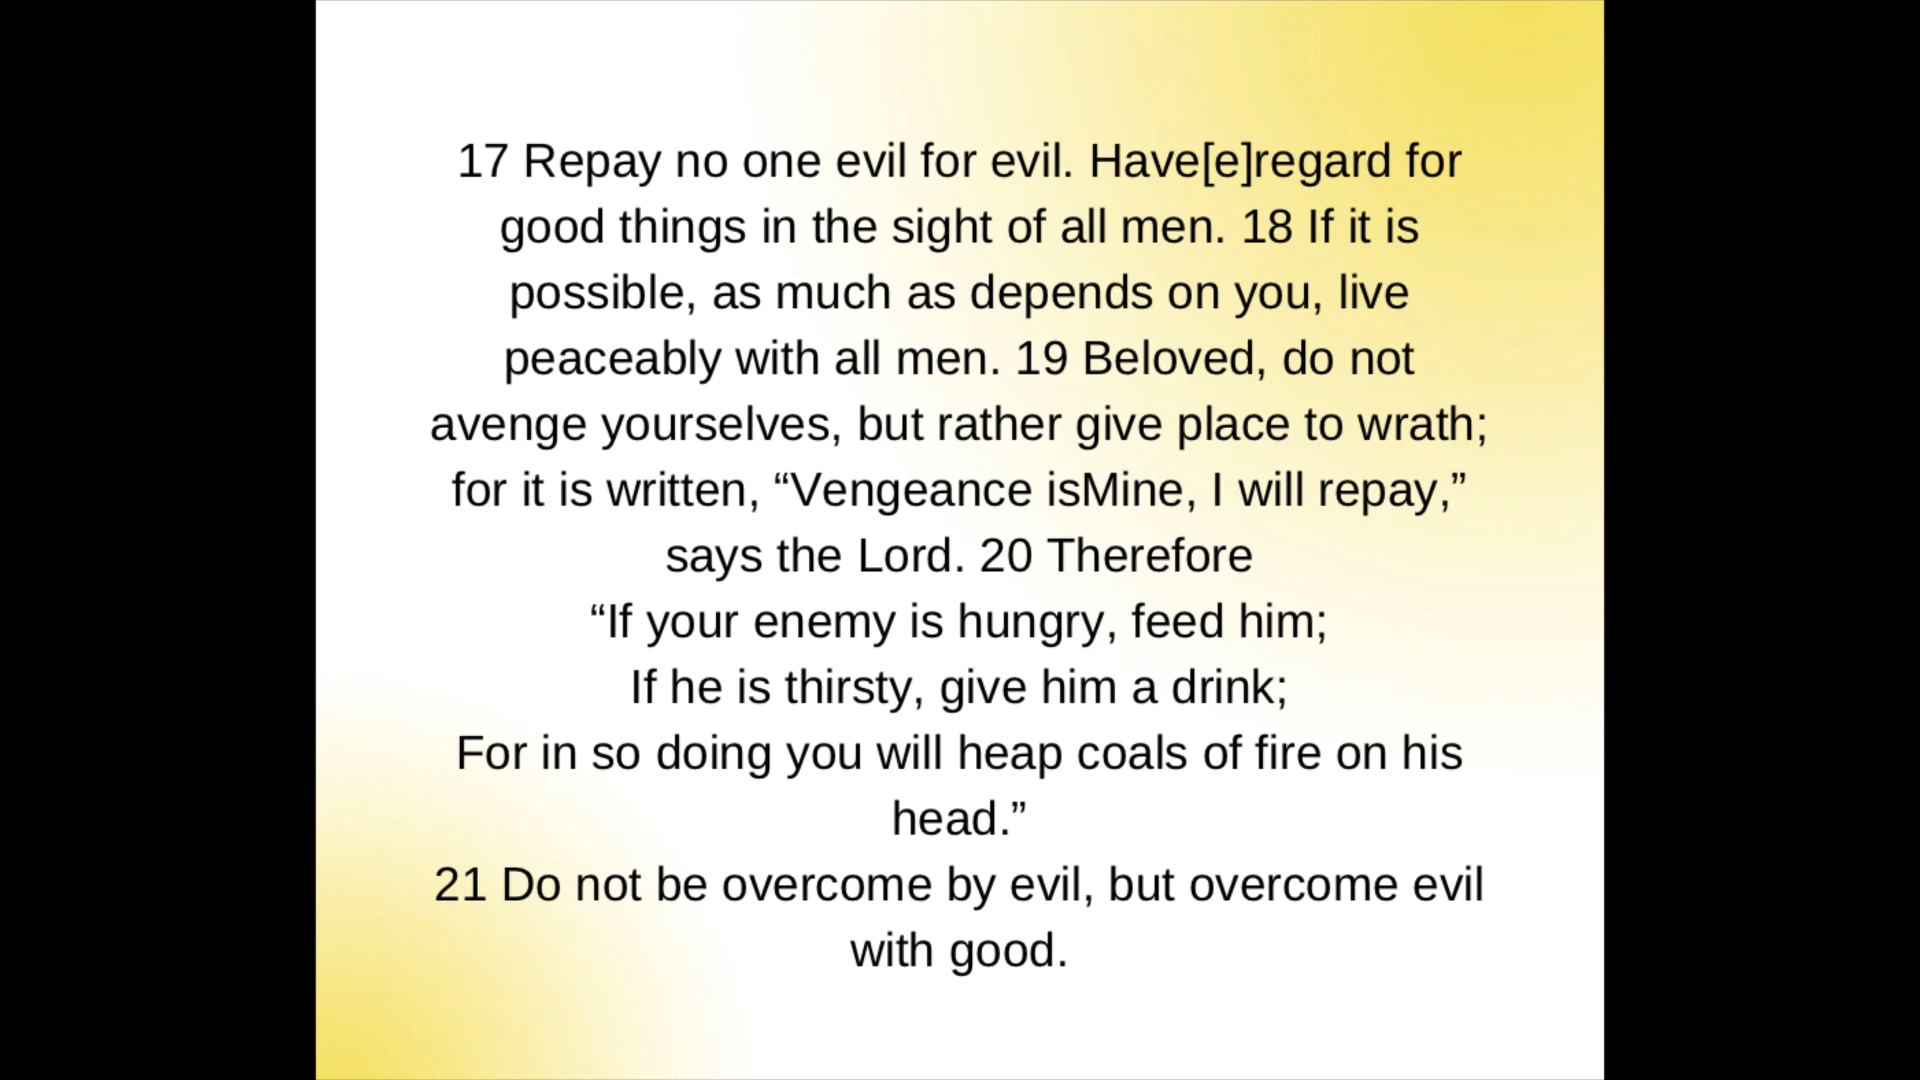 17 Repay no one evil for evil. Have[e]regard for
good things in the sight of all men. 18 If it is
possible, as much as depends on you, live
peaceably with all men. 19 Beloved, do not
avenge yourselves, but rather give place to wrath;
for it is written, “Vengeance isMine, I will repay,”
says the Lord. 20 Therefore
“If your enemy is hungry, feed him;
If he is thirsty, give him a drink;
For in so doing you will heap coals of fire on his
head.”
21 Do not be overcome by evil, but overcome evil
with good.